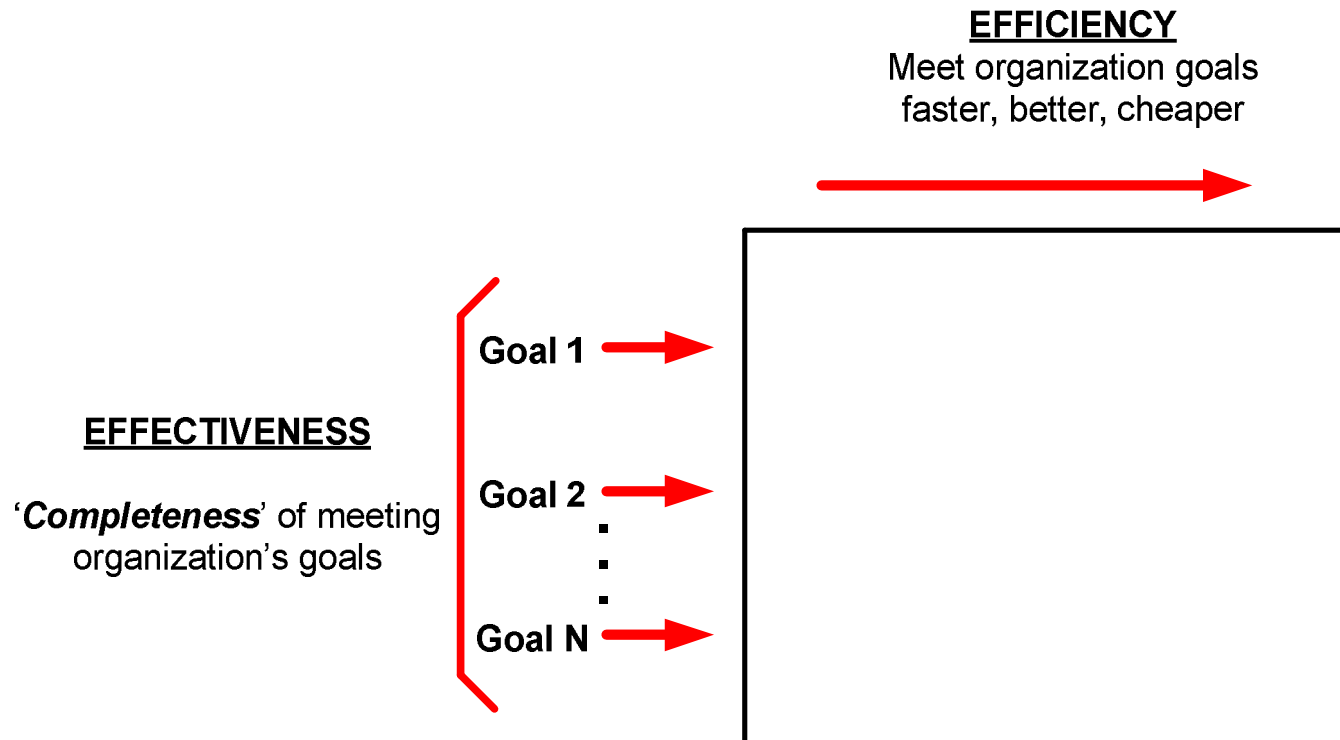 EFFICIENCY
Meet organization goals
faster, better, cheaper
Goal 1
EFFECTIVENESS
Goal 2
‘Completeness’ of meeting
organization’s goals
Goal N